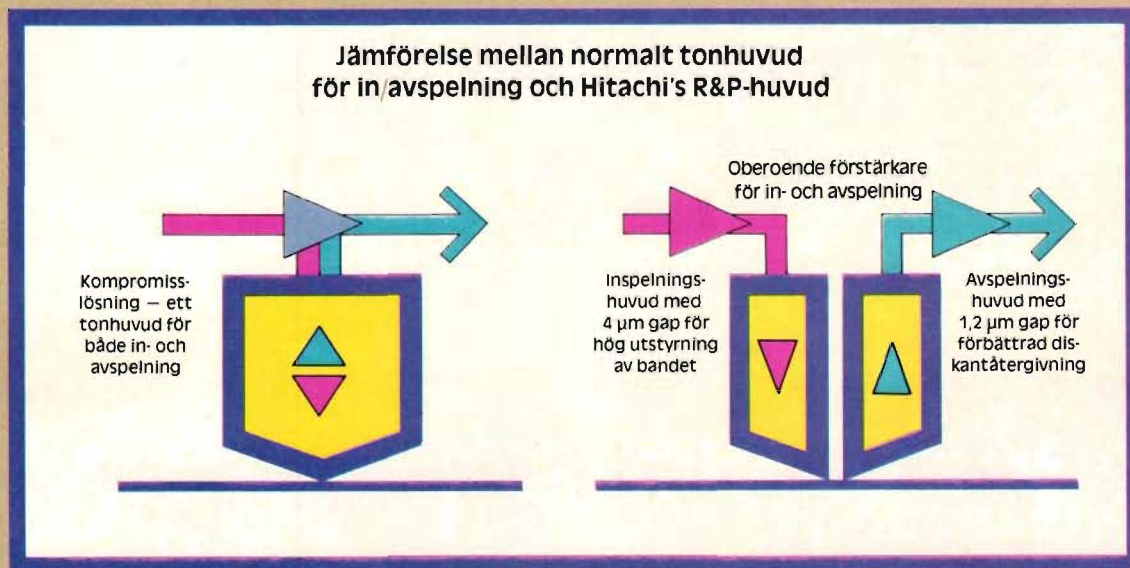 Jämförelse mellan normalt tonhuvud
för in/avspelning och Hitachi's R&P-huvud
Kompromiss-
lösning — ett
tonhuvud för
både in- och
avspelning
Oberoende förstärkare
för in- och avspelning
Inspelnings-
huvud med
4 µm gap för
hög utstyrning
av bandet
Avspelnings-
huvud med
1,2 µm gap för
förbättrad dis-
kantåtergivning